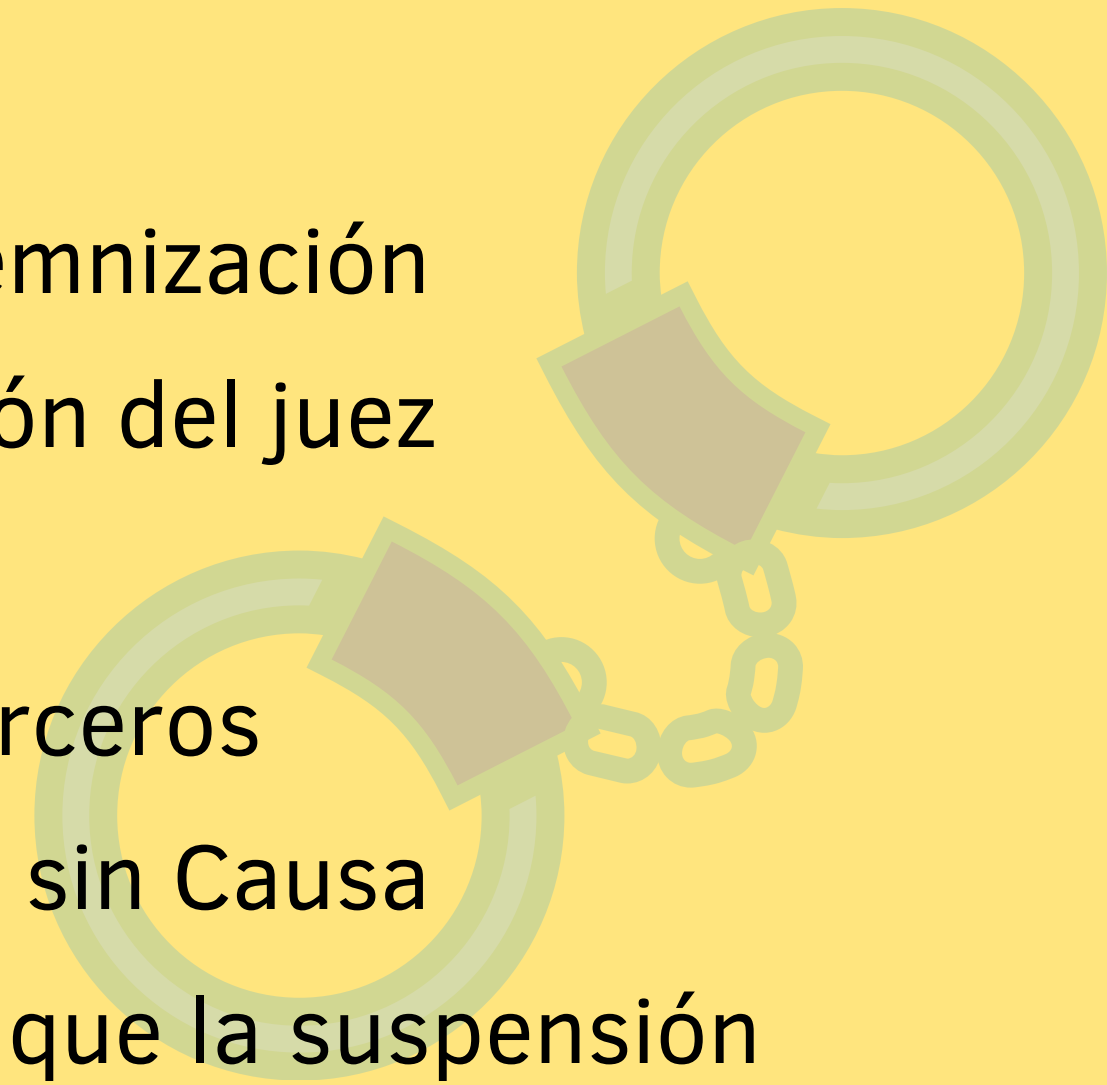 emnización
ón del juez
rceros
sin Causa
que la suspensión